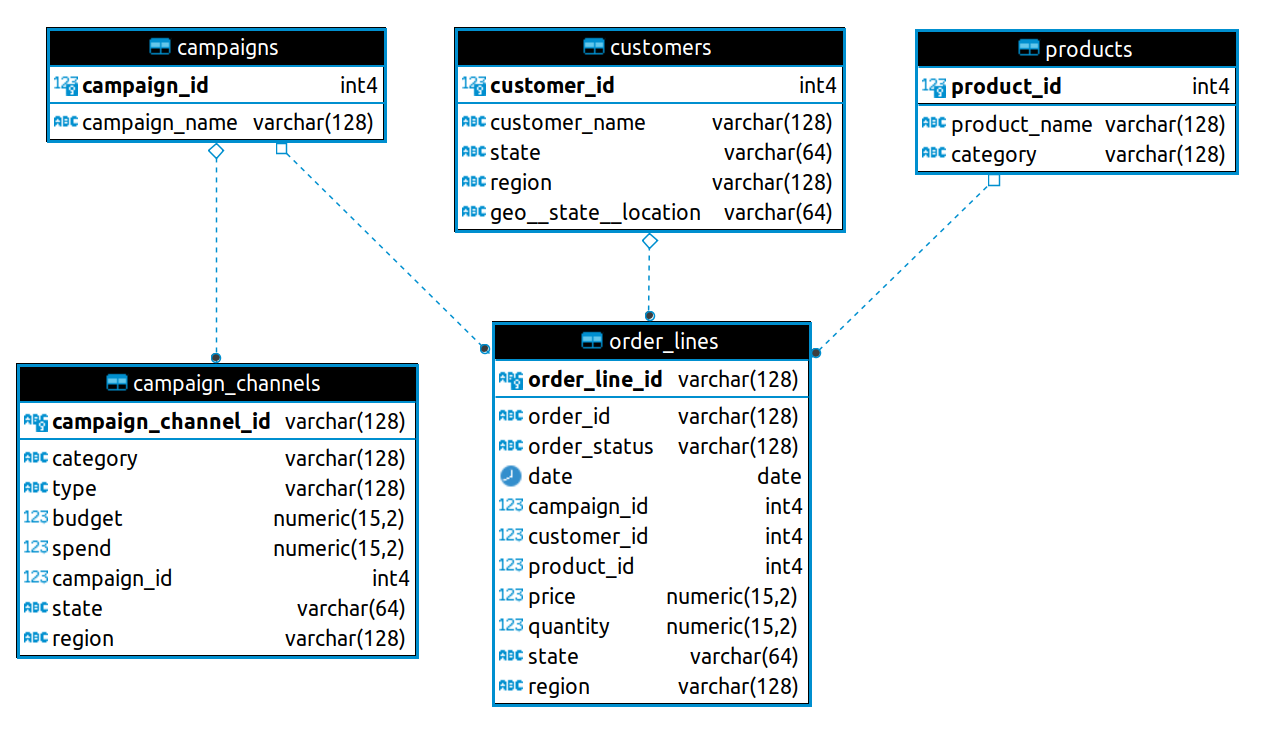 campaigns
123 campaign_id int4
ABC campaign_name varchar(128)
customers
123 customer_id int4
ABC customer_name varchar(128)
ABC state varchar(64)
ABC region varchar(128)
ABC geo__state__location varchar(64)
products
123 product_id int4
ABC product_name varchar(128)
ABC category varchar(128)
campaign_channels
ABC campaign_channel_id varchar(128)
ABC category varchar(128)
ABC type varchar(128)
123 budget numeric(15,2)
123 spend numeric(15,2)
123 campaign_id int4
ABC state varchar(64)
ABC region varchar(128)
order_lines
ABC order_line_id varchar(128)
ABC order_id varchar(128)
ABC order_status varchar(128)
date date
123 campaign_id int4
123 customer_id int4
123 product_id int4
123 price numeric(15,2)
123 quantity numeric(15,2)
ABC state varchar(64)
ABC region varchar(128)